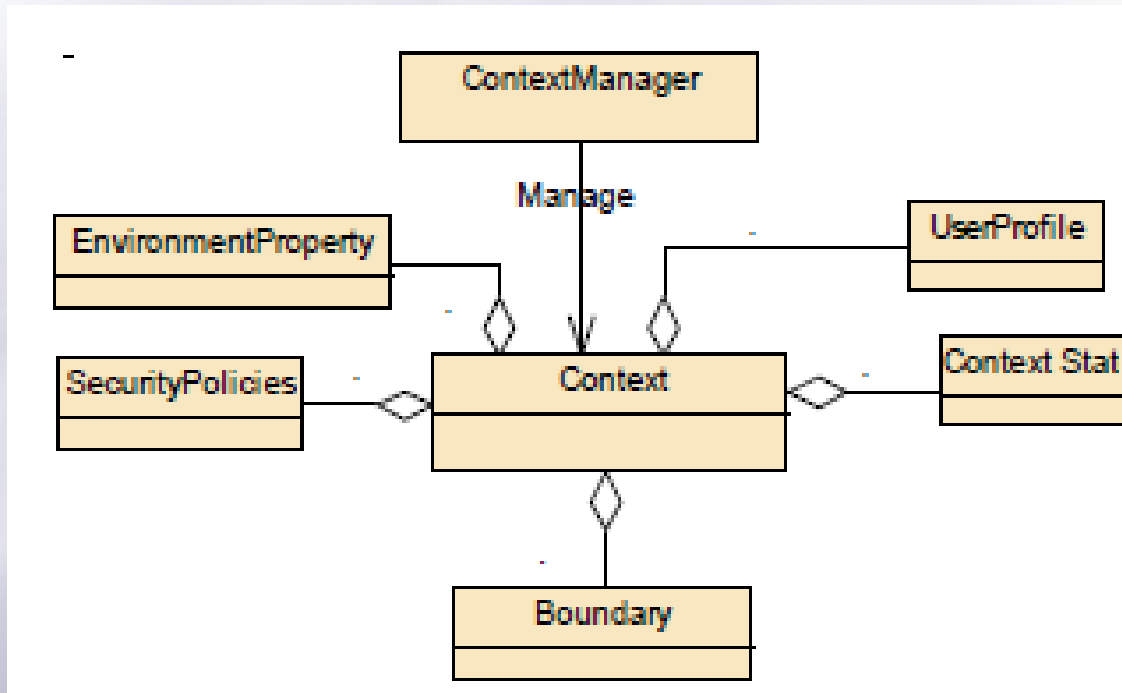 ContextManager
Manage
EnvironmentProperty
UserProfile
SecurityPolicies
Context
Context Stat
Boundary